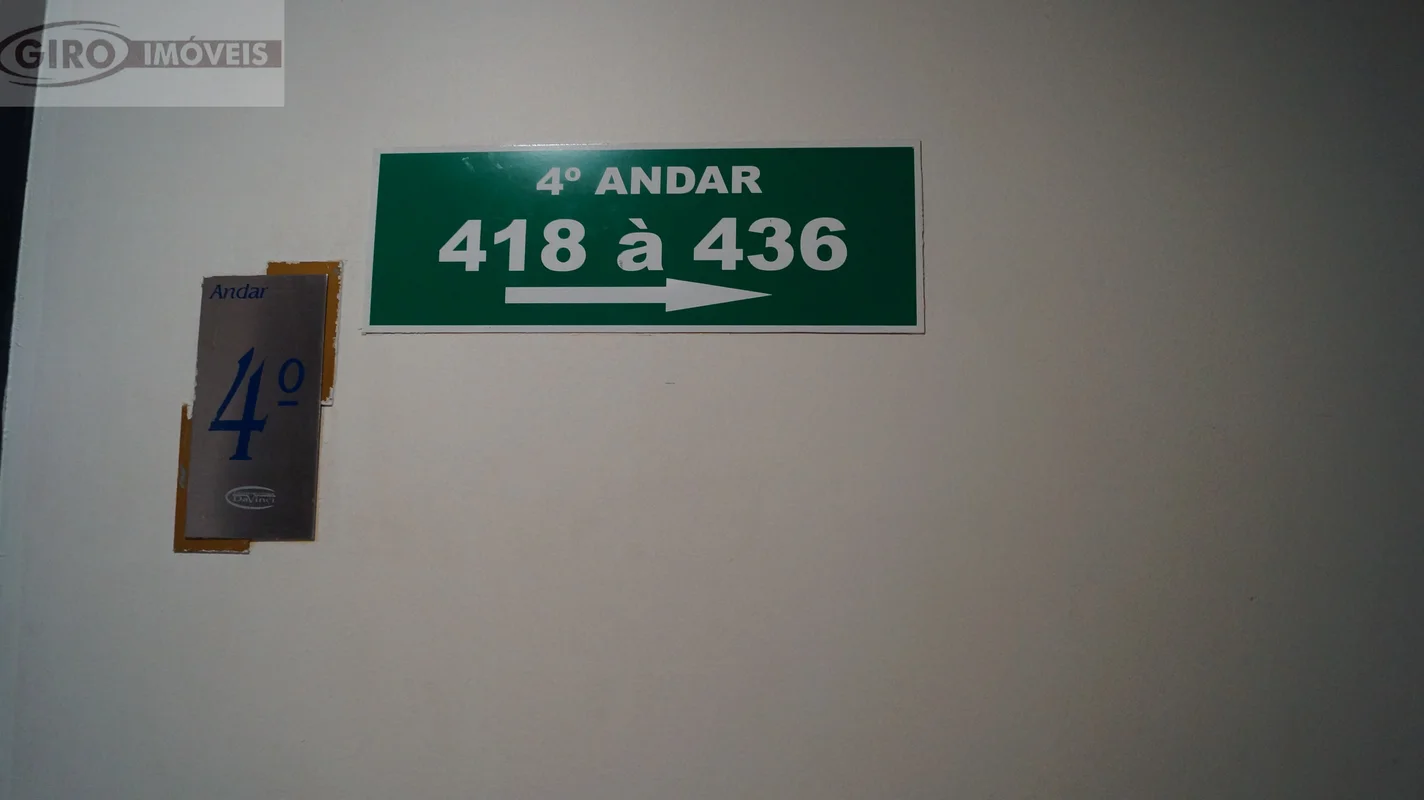 GIRO IMÓVEIS
4º ANDAR
418 à 436
Andar
4º
DaVinci